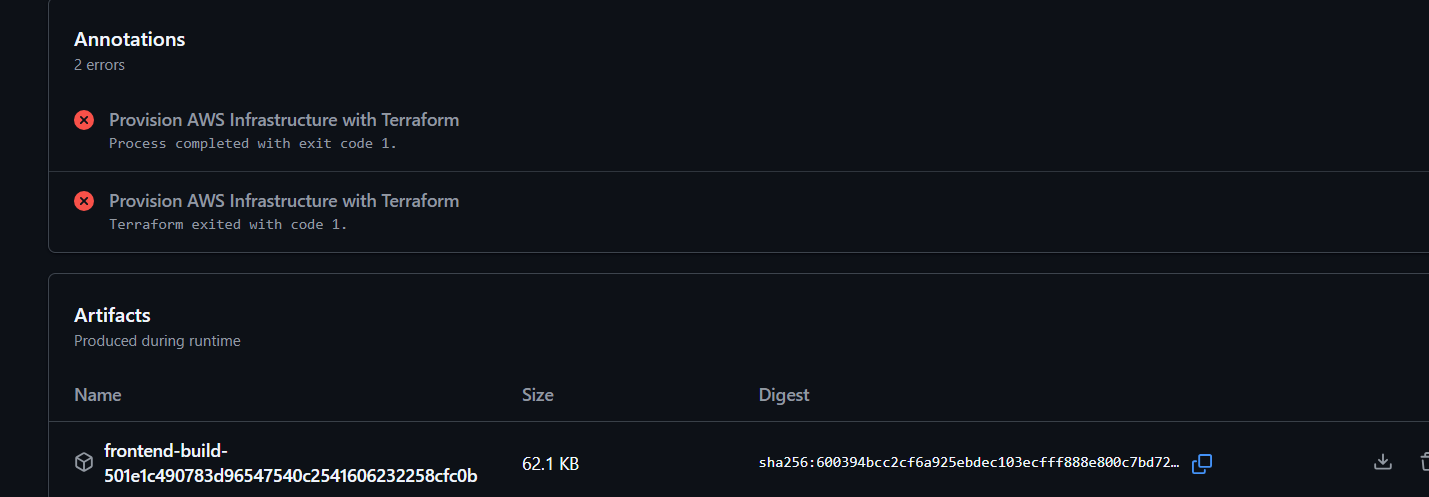 Annotations
2 errors
Provision AWS Infrastructure with Terraform
Process completed with exit code 1.
Provision AWS Infrastructure with Terraform
Terraform exited with code 1.
Artifacts
Produced during runtime
Name Size Digest
frontend-build-
501e1c490783d96547540c2541606232258cfc0b 62.1 KB sha256:600394bcc2cf6a925ebdec103ecfff888e800c7bd72…